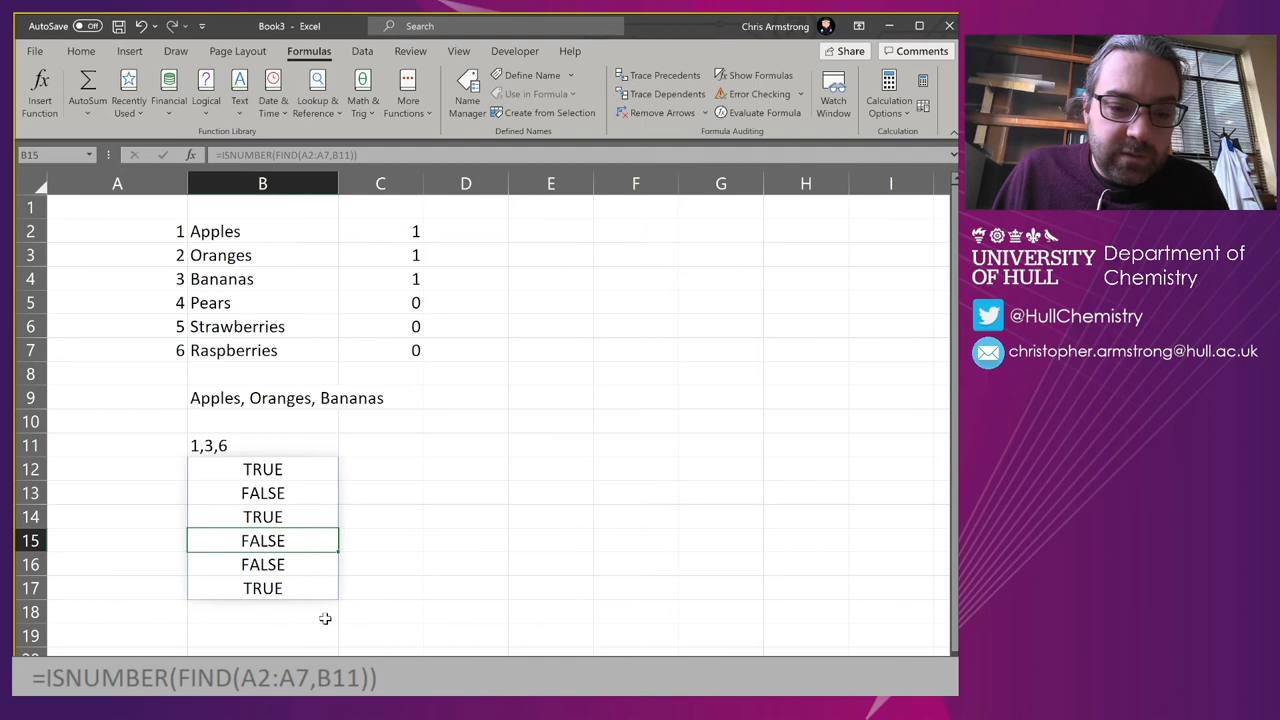 AutoSave Off Book3 - Excel Search Chris Armstrong
File Home Insert Draw Page Layout Formulas Data Review View Developer Help Share Comments
Insert Function AutoSum Recently Used Financial Logical Text Date & Time Lookup & Reference Math & Trig More Functions Name Manager Define Name Use in Formula Create from Selection Trace Precedents Trace Dependents Remove Arrows Show Formulas Error Checking Evaluate Formula Watch Window Calculation Options
Function Library Defined Names Formula Auditing Calculation
B15 fx =ISNUMBER(FIND(A2:A7,B11))
A B C D E F G H I
1
2 1 Apples 1
3 2 Oranges 1
4 3 Bananas 1
5 4 Pears 0
6 5 Strawberries 0
7 6 Raspberries 0
8
9 Apples, Oranges, Bananas
10
11 1,3,6
12 TRUE
13 FALSE
14 TRUE
15 FALSE
16 FALSE
17 TRUE
18
19
=ISNUMBER(FIND(A2:A7,B11))
UNIVERSITY OF HULL
Department of
Chemistry
@HullChemistry
christopher.armstrong@hull.ac.uk